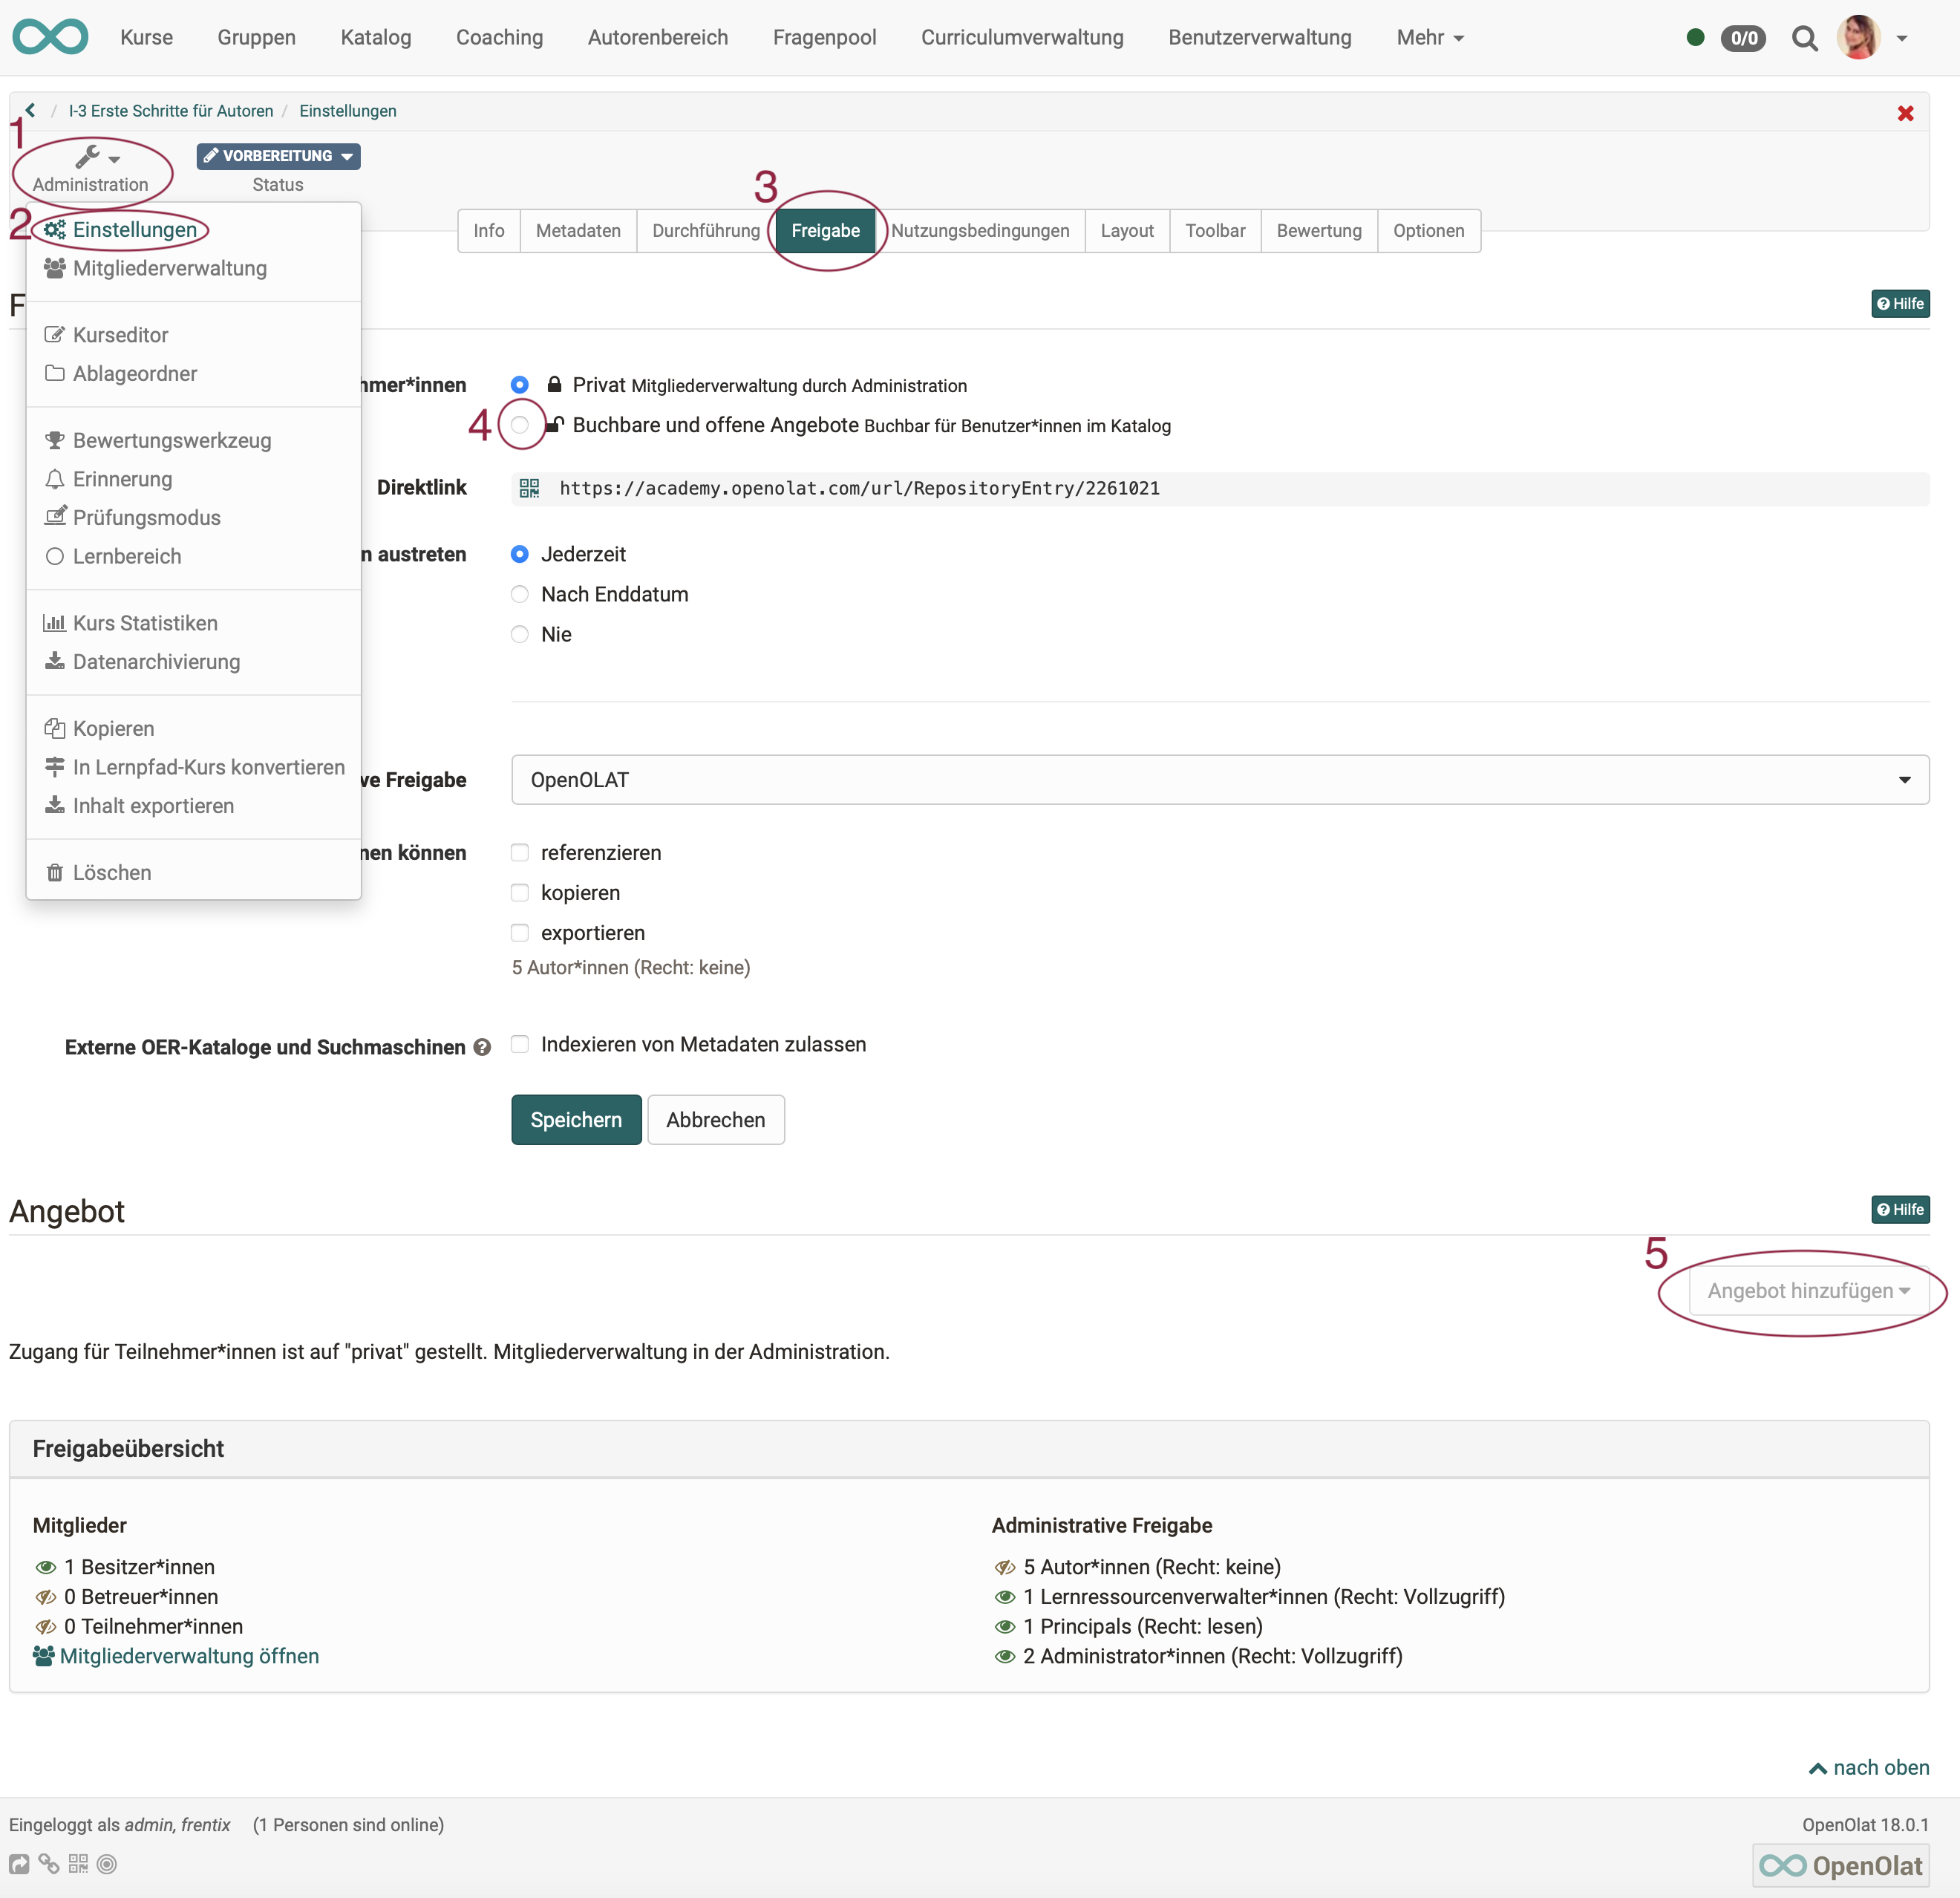 Kurse Gruppen Katalog Coaching Autorenbereich Fragenpool Curriculumverwaltung Benutzerverwaltung Mehr 0/0
/ I-3 Erste Schritte für Autoren / Einstellungen
1
Administration
VORBEREITUNG
Status
2 Einstellungen
Mitgliederverwaltung
Kurseditor
Ablageordner
Bewertungswerkzeug
Erinnerung
Prüfungsmodus
Lernbereich
Kurs Statistiken
Datenarchivierung
Kopieren
In Lernpfad-Kurs konvertieren
Inhalt exportieren
Löschen
3
Info Metadaten Durchführung Freigabe Nutzungsbedingungen Layout Toolbar Bewertung Optionen
F
Hilfe
mer*innen
Privat Mitgliederverwaltung durch Administration
4 Buchbare und offene Angebote Buchbar für Benutzer*innen im Katalog
Direktlink https://academy.openolat.com/url/RepositoryEntry/2261021
n austreten Jederzeit
Nach Enddatum
Nie
ve Freigabe OpenOLAT
nen können referenzieren
kopieren
exportieren
5 Autor*innen (Recht: keine)
Externe OER-Kataloge und Suchmaschinen Indexieren von Metadaten zulassen
Speichern Abbrechen
Angebot Hilfe
5
Angebot hinzufügen
Zugang für Teilnehmer*innen ist auf "privat" gestellt. Mitgliederverwaltung in der Administration.
Freigabeübersicht
Mitglieder
1 Besitzer*innen
0 Betreuer*innen
0 Teilnehmer*innen
Mitgliederverwaltung öffnen
Administrative Freigabe
5 Autor*innen (Recht: keine)
1 Lernressourcenverwalter*innen (Recht: Vollzugriff)
1 Principals (Recht: lesen)
2 Administrator*innen (Recht: Vollzugriff)
nach oben
Eingeloggt als admin, frentix (1 Personen sind online)
OpenOlat 18.0.1
OpenOlat